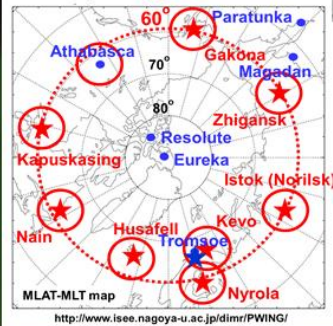 60°
Paratunka
Athabasca
Gakona
70°
Magadan
80°
Zhigansk
Resolute
Kapuskasing
Eureka
Istok (Norilsk)
Nain
Husafell
Kevo
Tromsoe
MLAT-MLT map
Nyrola
http://www.isee.nagoya-u.ac.jp/dimr/PWING/